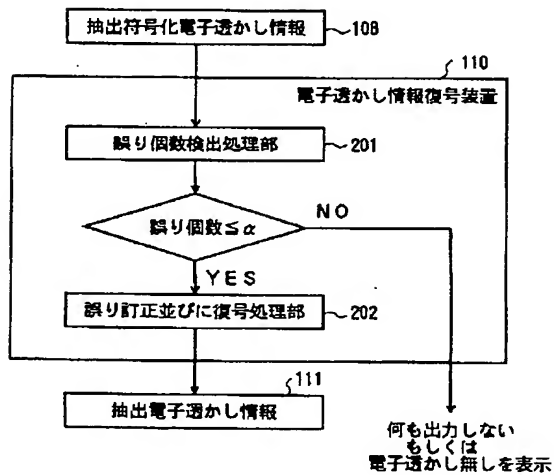 抽出符号化電子透かし情報
108
110
電子透かし情報復号装置
誤り個数検出処理部
201
誤り個数≦α
NO
YES
誤り訂正並びに復号処理部
202
111
抽出電子透かし情報
何も出力しない
もしくは
電子透かし無しを表示